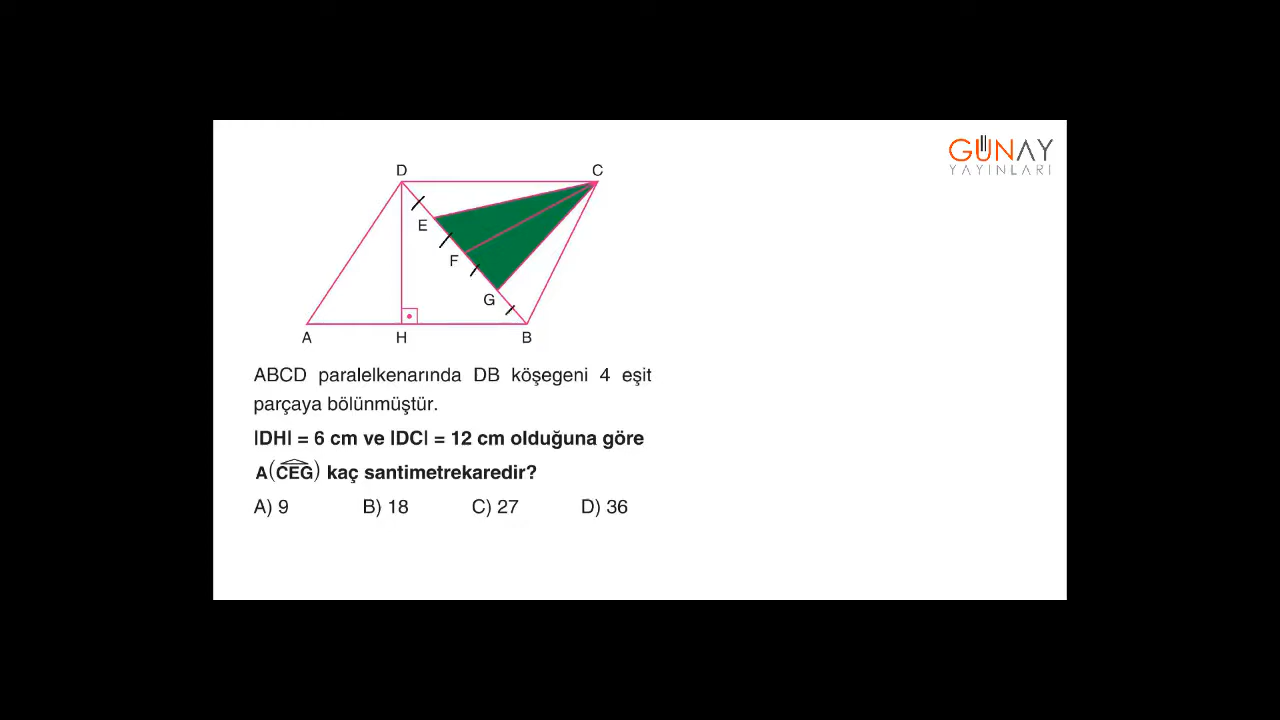 GÜNAY
YAYINLARI
D
C
E
F
G
A
H
B
ABCD paralelkenarında DB köşegeni 4 eşit
parçaya bölünmüştür.
|DH| = 6 cm ve |DC| = 12 cm olduğuna göre
A(CEG) kaç santimetrekaredir?
A) 9 B) 18 C) 27 D) 36